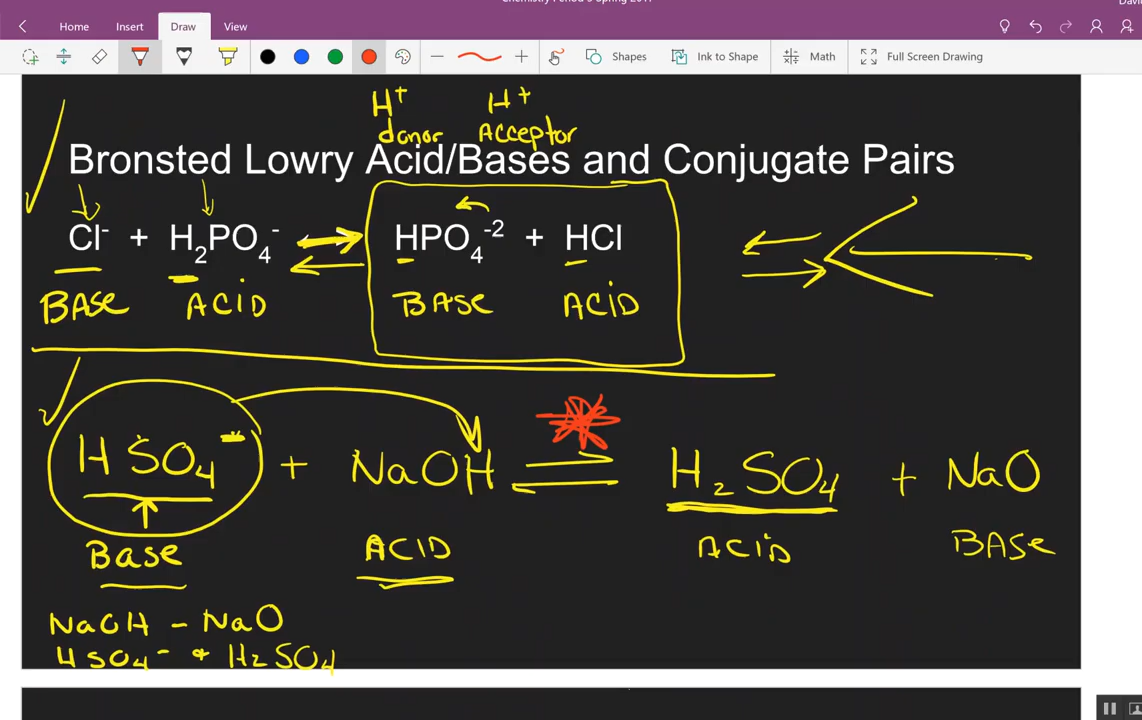 Home Insert Draw View
Shapes Ink to Shape Math Full Screen Drawing
H+ H+
donor Acceptor
Bronsted Lowry Acid/Bases and Conjugate Pairs
Cl- + H2PO4- HPO4-2 + HCl
BASE ACiD BASE ACiD
HSO4- + NaOH H2SO4 + NaO
Base ACID ACiD BASe
NaOH - NaO
HSO4- + H2SO4